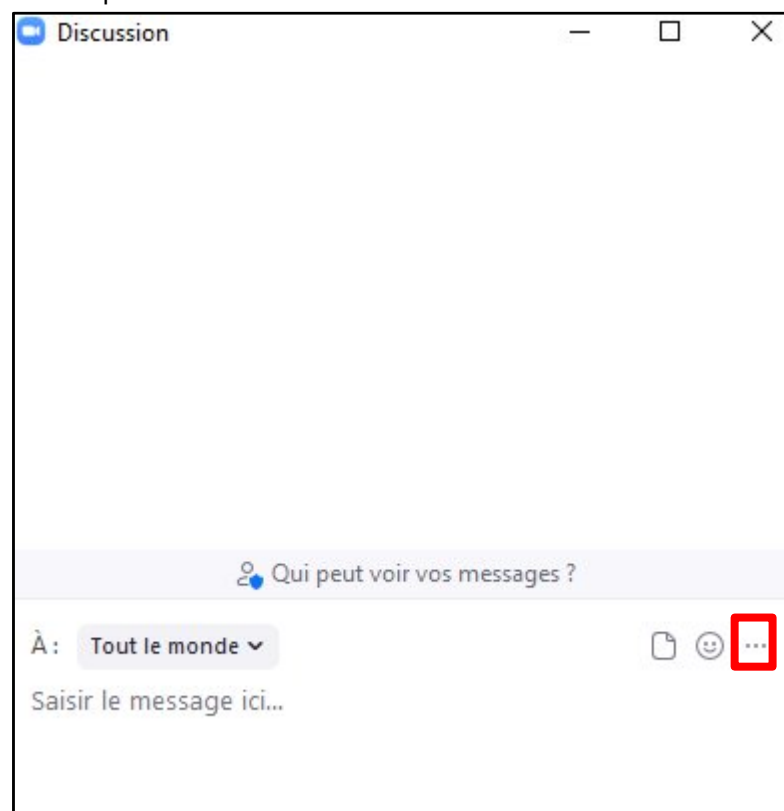 Discussion
Qui peut voir vos messages ?
À : Tout le monde
Saisir le message ici...